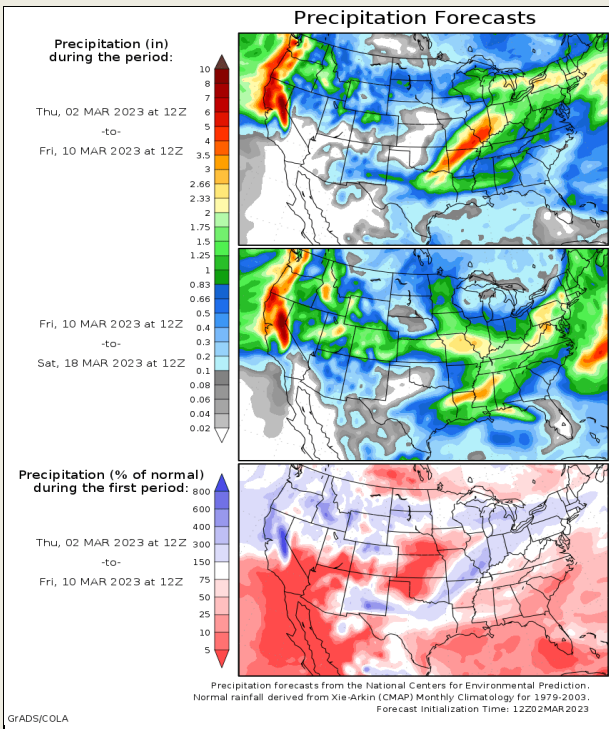 Precipitation Forecasts
Precipitation (in)
during the period:
Thu, 02 MAR 2023 at 12Z
-to-
Fri, 10 MAR 2023 at 12Z
10
8
7
6
5
4
3.5
3
2.66
2.33
2
1.75
1.5
1.25
1
0.83
0.66
0.5
0.4
0.3
0.2
0.1
0.08
0.06
0.04
0.02
Fri, 10 MAR 2023 at 12Z
-to-
Sat, 18 MAR 2023 at 12Z
Precipitation (% of normal)
during the first period:
Thu, 02 MAR 2023 at 12Z
-to-
Fri, 10 MAR 2023 at 12Z
800
600
400
300
150
75
50
25
10
5
Precipitation forecasts from the National Centers for Environmental Prediction.
Normal rainfall derived from Xie-Arkin (CMAP) Monthly Climatology for 1979-2003.
Forecast Initialization Time: 12Z02MAR2023
GrADS/COLA